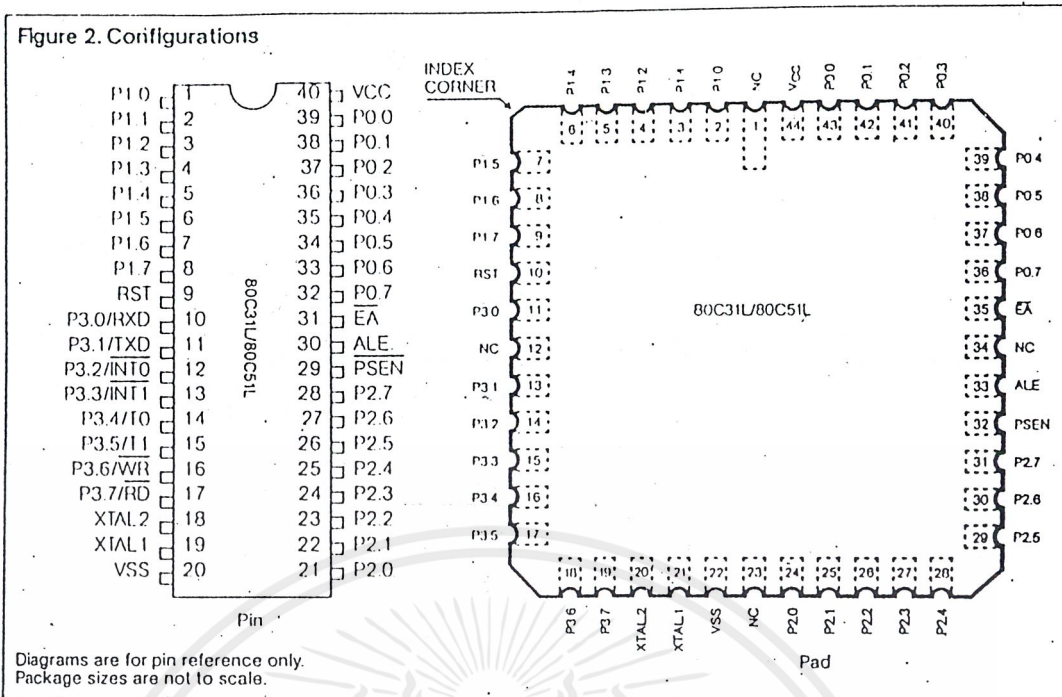 Figure 2. Configurations
P1.0 1 40 VCC
P1.1 2 39 P0.0
P1.2 3 38 P0.1
P1.3 4 37 P0.2
P1.4 5 36 P0.3
P1.5 6 35 P0.4
P1.6 7 34 P0.5
P1.7 8 33 P0.6
RST 9 32 P0.7
P3.0/RXD 10 31 EA
P3.1/TXD 11 30 ALE
P3.2/INT0 12 29 PSEN
P3.3/INT1 13 28 P2.7
P3.4/T0 14 27 P2.6
P3.5/T1 15 26 P2.5
P3.6/WR 16 25 P2.4
P3.7/RD 17 24 P2.3
XTAL2 18 23 P2.2
XTAL1 19 22 P2.1
VSS 20 21 P2.0
80C31L/80C51L
Pin
Diagrams are for pin reference only.
Package sizes are not to scale.
INDEX
CORNER
P1.4 P1.3 P1.2 P1.1 P1.0 NC VCC P0.0 P0.1 P0.2 P0.3
6 5 4 3 2 1 44 43 42 41 40
P1.5 7 39 P0.4
P1.6 8 38 P0.5
P1.7 9 37 P0.6
RST 10 36 P0.7
P3.0 11 35 EA
NC 12 34 NC
P3.1 13 33 ALE
P3.2 14 32 PSEN
P3.3 15 31 P2.7
P3.4 16 30 P2.6
P3.5 17 29 P2.5
80C31L/80C51L
18 19 20 21 22 23 24 25 26 27 28
P3.6 P3.7 XTAL2 XTAL1 VSS NC P2.0 P2.1 P2.2 P2.3 P2.4
Pad